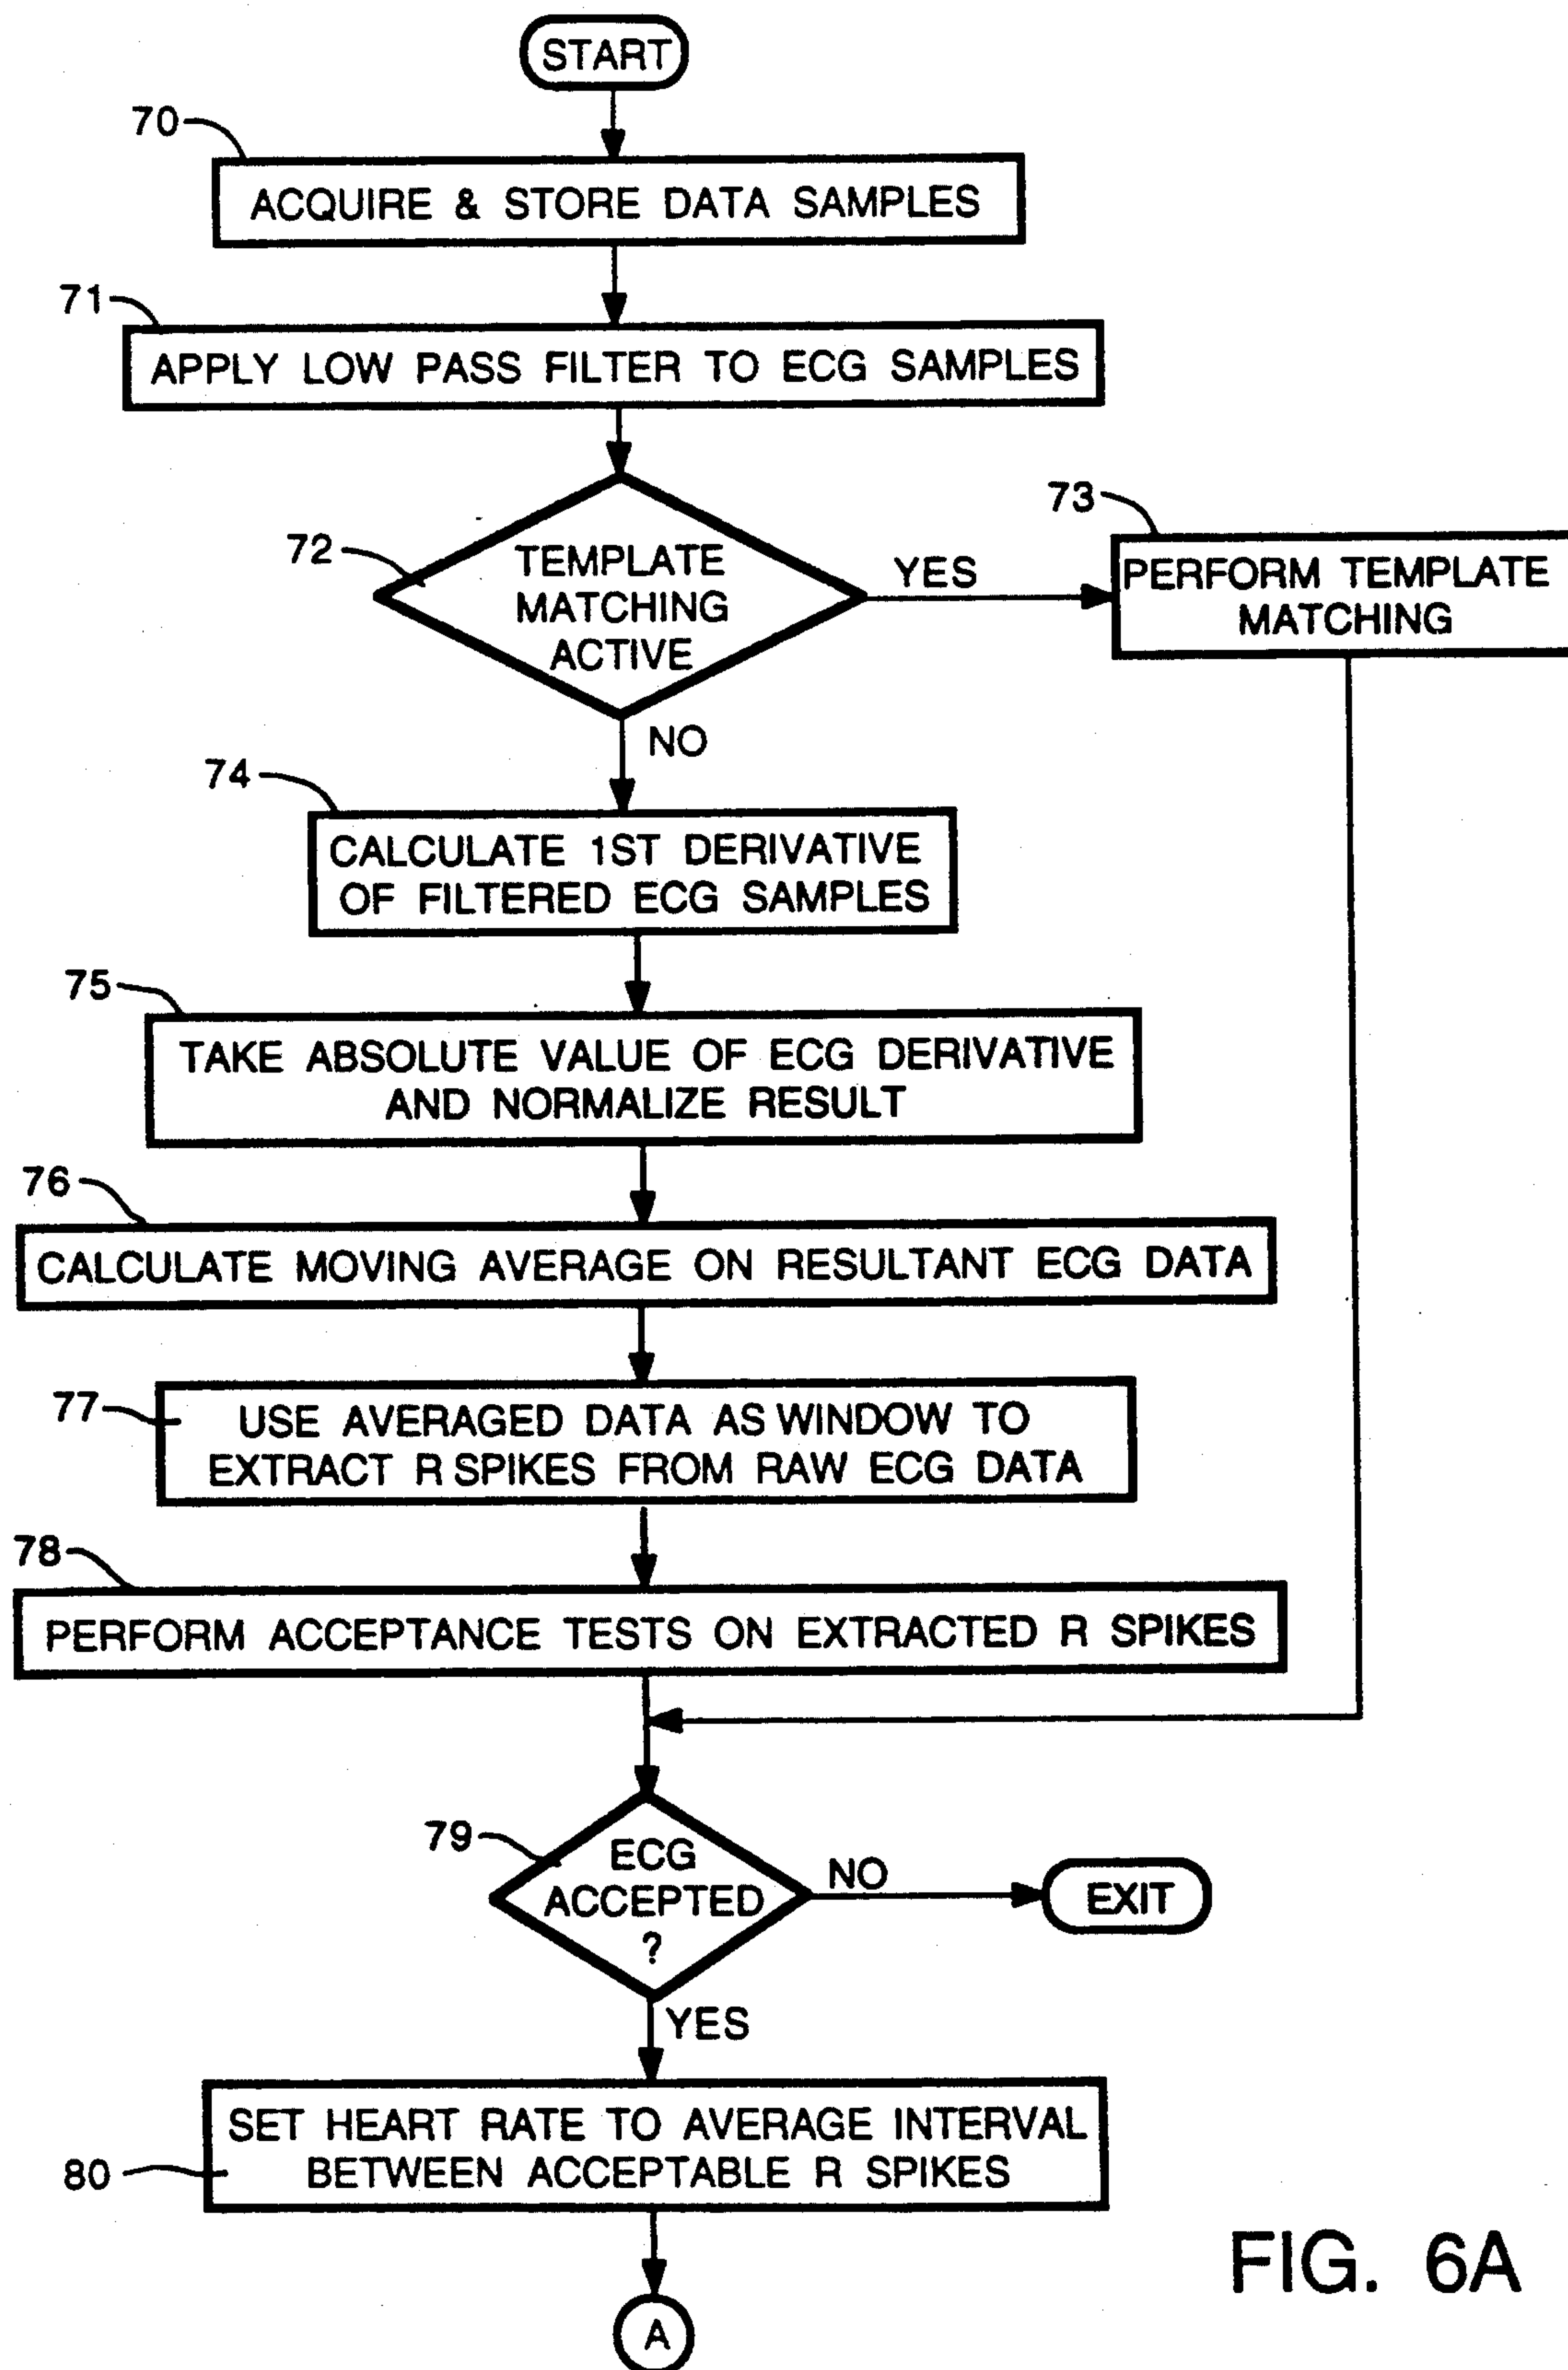 START
70
ACQUIRE & STORE DATA SAMPLES
71
APPLY LOW PASS FILTER TO ECG SAMPLES
72
TEMPLATE
MATCHING
ACTIVE
YES
73
PERFORM TEMPLATE
MATCHING
NO
74
CALCULATE 1ST DERIVATIVE
OF FILTERED ECG SAMPLES
75
TAKE ABSOLUTE VALUE OF ECG DERIVATIVE
AND NORMALIZE RESULT
76
CALCULATE MOVING AVERAGE ON RESULTANT ECG DATA
77
USE AVERAGED DATA AS WINDOW TO
EXTRACT R SPIKES FROM RAW ECG DATA
78
PERFORM ACCEPTANCE TESTS ON EXTRACTED R SPIKES
79
ECG
ACCEPTED
?
NO
EXIT
YES
80
SET HEART RATE TO AVERAGE INTERVAL
BETWEEN ACCEPTABLE R SPIKES
A
FIG. 6A